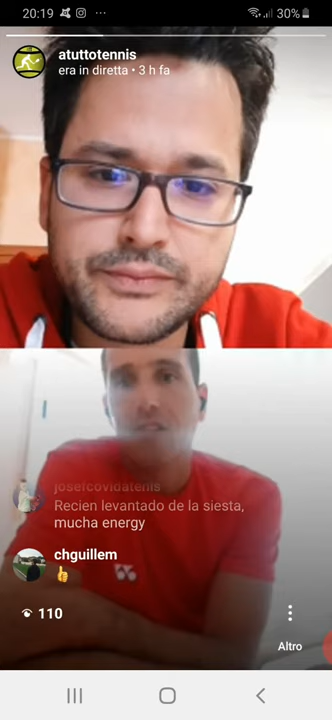 20:19
30%
atuttotennis
era in diretta • 3 h fa
josefcovidatenis
Recien levantado de la siesta,
mucha energy
chguillem
👍
110
Altro